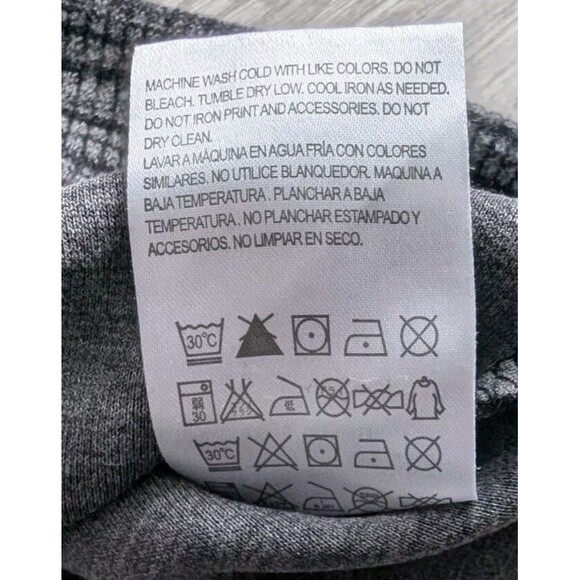 MACHINE WASH COLD WITH LIKE COLORS. DO NOT
BLEACH. TUMBLE DRY LOW. COOL IRON AS NEEDED.
DO NOT IRON PRINT AND ACCESSORIES. DO NOT
DRY CLEAN.
LAVAR A MÁQUINA EN AGUA FRÍA CON COLORES
SIMILARES. NO UTILICE BLANQUEDOR. MAQUINA A
BAJA TEMPERATURA. PLANCHAR A BAJA
TEMPERATURA. NO PLANCHAR ESTAMPADO Y
ACCESORIOS. NO LIMPIAR EN SECO.
30°C
30
30°C